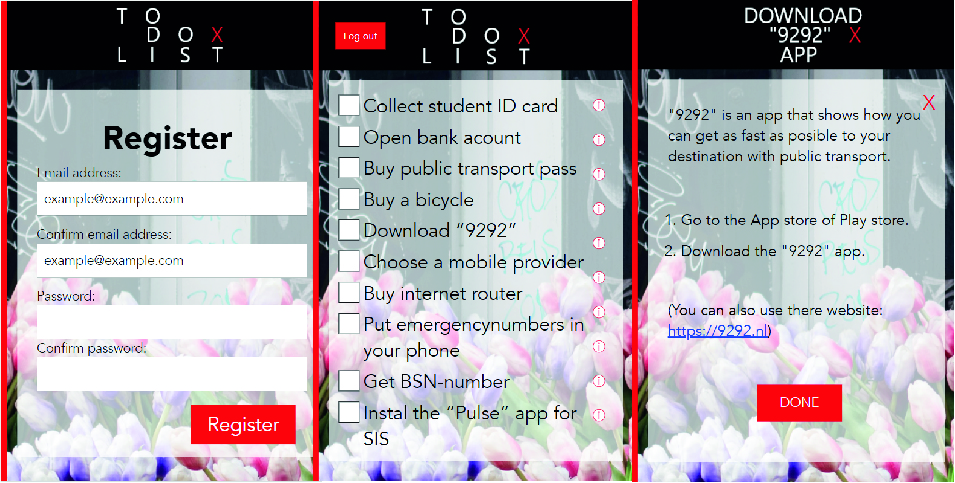 T O
D O X
L I S T
Register
Email address:
example@example.com
Confirm email address:
example@example.com
Password:
Confirm password:
Register
Log out
T O
D O X
L I S T
Collect student ID card
Open bank acount
Buy public transport pass
Buy a bicycle
Download “9292”
Choose a mobile provider
Buy internet router
Put emergencynumbers in
your phone
Get BSN-number
Instal the “Pulse” app for
SIS
DOWNLOAD
"9292" X
APP
X
"9292" is an app that shows how you
can get as fast as posible to your
destination with public transport.
1. Go to the App store of Play store.
2. Download the "9292" app.
(You can also use there website:
https://9292.nl)
DONE